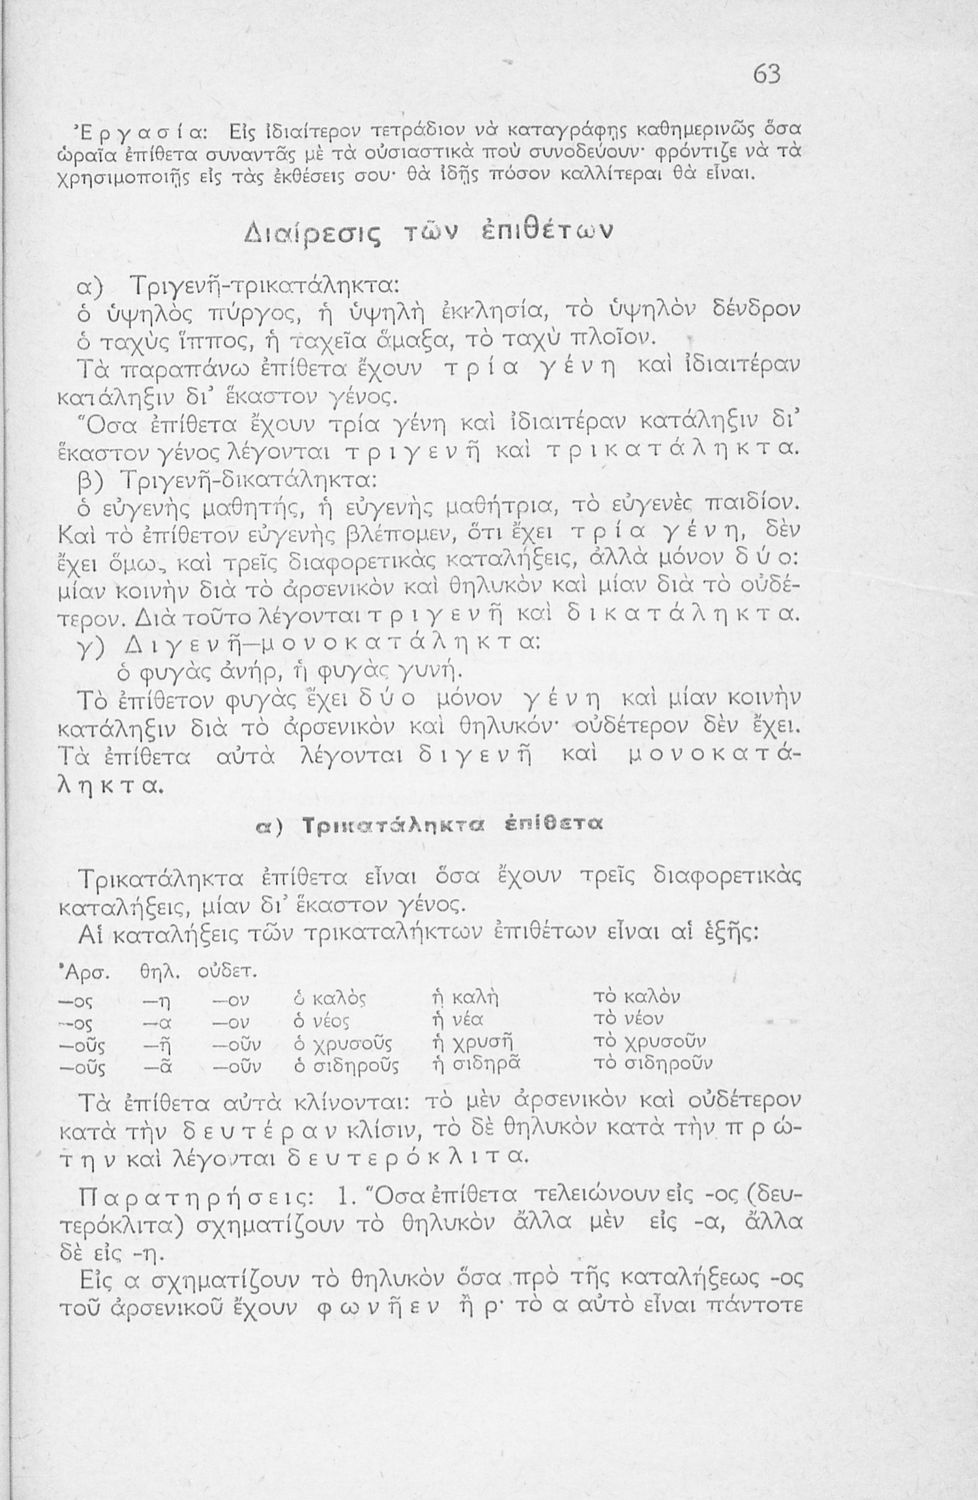 63
Ἐργασία: Εἰς ἰδιαίτερον τετράδιον νὰ καταγράφῃς καθημερινῶς ὅσα
ὡραῖα ἐπίθετα συναντᾶς μὲ τὰ οὐσιαστικὰ ποὺ συνοδεύουν· φρόντιζε νὰ τὰ
χρησιμοποιῇς εἰς τὰς ἐκθέσεις σου· θὰ ἰδῇς πόσον καλλίτεραι θὰ εἶναι.
Διαίρεσις τῶν ἐπιθέτων
α) Τριγενῆ-τρικατάληκτα:
ὁ ὑψηλὸς πύργος, ἡ ὑψηλὴ ἐκκλησία, τὸ ὑψηλὸν δένδρον
ὁ ταχὺς ἵππος, ἡ ταχεῖα ἅμαξα, τὸ ταχὺ πλοῖον.
Τὰ παραπάνω ἐπίθετα ἔχουν τρία γένη καὶ ἰδιαιτέραν
κατάληξιν δι᾽ ἕκαστον γένος.
Ὅσα ἐπίθετα ἔχουν τρία γένη καὶ ἰδιαιτέραν κατάληξιν δι᾽
ἕκαστον γένος λέγονται τριγενῆ καὶ τρικατάληκτα.
β) Τριγενῆ-δικατάληκτα:
ὁ εὐγενὴς μαθητής, ἡ εὐγενὴς μαθήτρια, τὸ εὐγενὲς παιδίον.
Καὶ τὸ ἐπίθετον εὐγενὴς βλέπομεν, ὅτι ἔχει τρία γένη, δὲν
ἔχει ὅμως καὶ τρεῖς διαφορετικὰς καταλήξεις, ἀλλὰ μόνον δύο:
μίαν κοινὴν διὰ τὸ ἀρσενικὸν καὶ θηλυκὸν καὶ μίαν διὰ τὸ οὐδέ-
τερον. Διὰ τοῦτο λέγονται τριγενῆ καὶ δικατάληκτα.
γ) Διγενῆ—μονοκατάληκτα:
ὁ φυγὰς ἀνήρ, ἡ φυγὰς γυνή.
Τὸ ἐπίθετον φυγὰς ἔχει δύο μόνον γένη καὶ μίαν κοινὴν
κατάληξιν διὰ τὸ ἀρσενικὸν καὶ θηλυκόν· οὐδέτερον δὲν ἔχει.
Τὰ ἐπίθετα αὐτὰ λέγονται διγενῆ καὶ μονοκατά-
ληκτα.
α) Τρικατάληκτα ἐπίθετα
Τρικατάληκτα ἐπίθετα εἶναι ὅσα ἔχουν τρεῖς διαφορετικὰς
καταλήξεις, μίαν δι᾽ ἕκαστον γένος.
Αἱ καταλήξεις τῶν τρικαταλήκτων ἐπιθέτων εἶναι αἱ ἑξῆς:
Ἀρσ. θηλ. οὐδετ.
—ος —η —ον ὁ καλὸς ἡ καλὴ τὸ καλὸν
—ος —α —ον ὁ νέος ἡ νέα τὸ νέον
—οῦς —ῆ —οῦν ὁ χρυσοῦς ἡ χρυσῆ τὸ χρυσοῦν
—οῦς —ᾶ —οῦν ὁ σιδηροῦς ἡ σιδηρᾶ τὸ σιδηροῦν
Τὰ ἐπίθετα αὐτὰ κλίνονται: τὸ μὲν ἀρσενικὸν καὶ οὐδέτερον
κατὰ τὴν δευτέραν κλίσιν, τὸ δὲ θηλυκὸν κατὰ τὴν πρώ-
την καὶ λέγονται δευτερόκλιτα.
Παρατηρήσεις: 1. Ὅσα ἐπίθετα τελειώνουν εἰς -ος (δευ-
τερόκλιτα) σχηματίζουν τὸ θηλυκὸν ἄλλα μὲν εἰς -α, ἄλλα
δὲ εἰς -η.
Εἰς α σχηματίζουν τὸ θηλυκὸν ὅσα πρὸ τῆς καταλήξεως -ος
τοῦ ἀρσενικοῦ ἔχουν φωνῆεν ἢ ρ· τὸ α αὐτὸ εἶναι πάντοτε